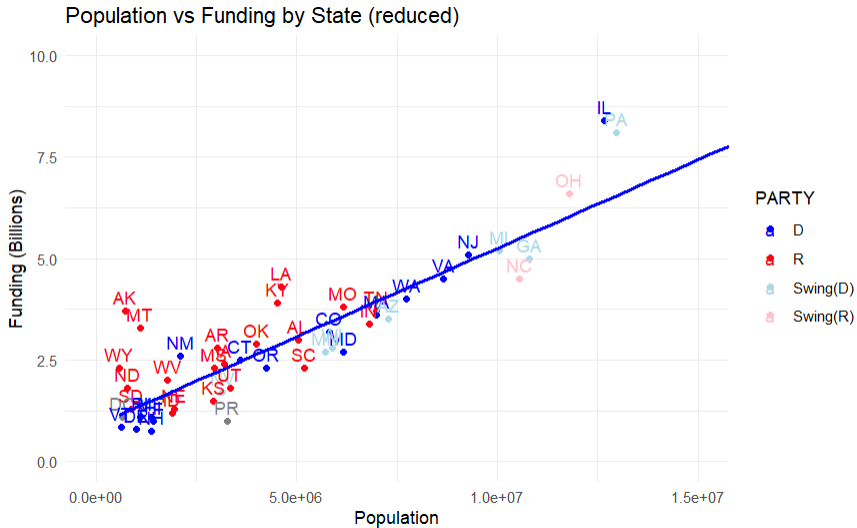 Population vs Funding by State (reduced)
Funding (Billions)
10.0
7.5
5.0
2.5
0.0
0.0e+00
5.0e+06
1.0e+07
1.5e+07
Population
PARTY
a D
a R
a Swing(D)
a Swing(R)
IL
PA
OH
MI
GA
NC
NJ
VA
WA
LA
KY
MO
TN
AZ
AK
MT
CO
MD
AR
OK
AL
SC
NM
CT
OR
MS
UT
WY
WV
ND
KS
PR
SD
NE